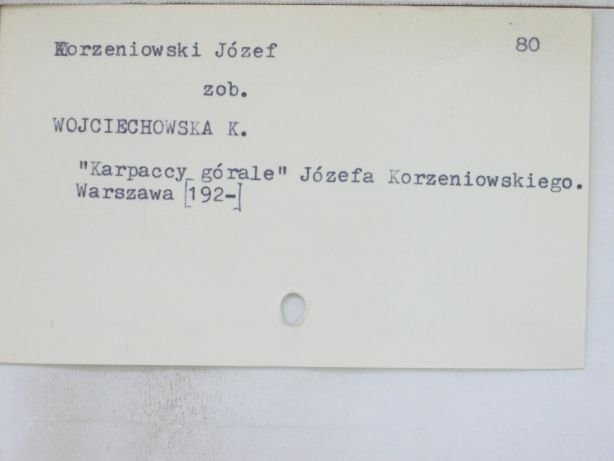 Korzeniowski Józef 80
zob.
WOJCIECHOWSKA K.
"Karpaccy górale" Józefa Korzeniowskiego.
Warszawa [192-]